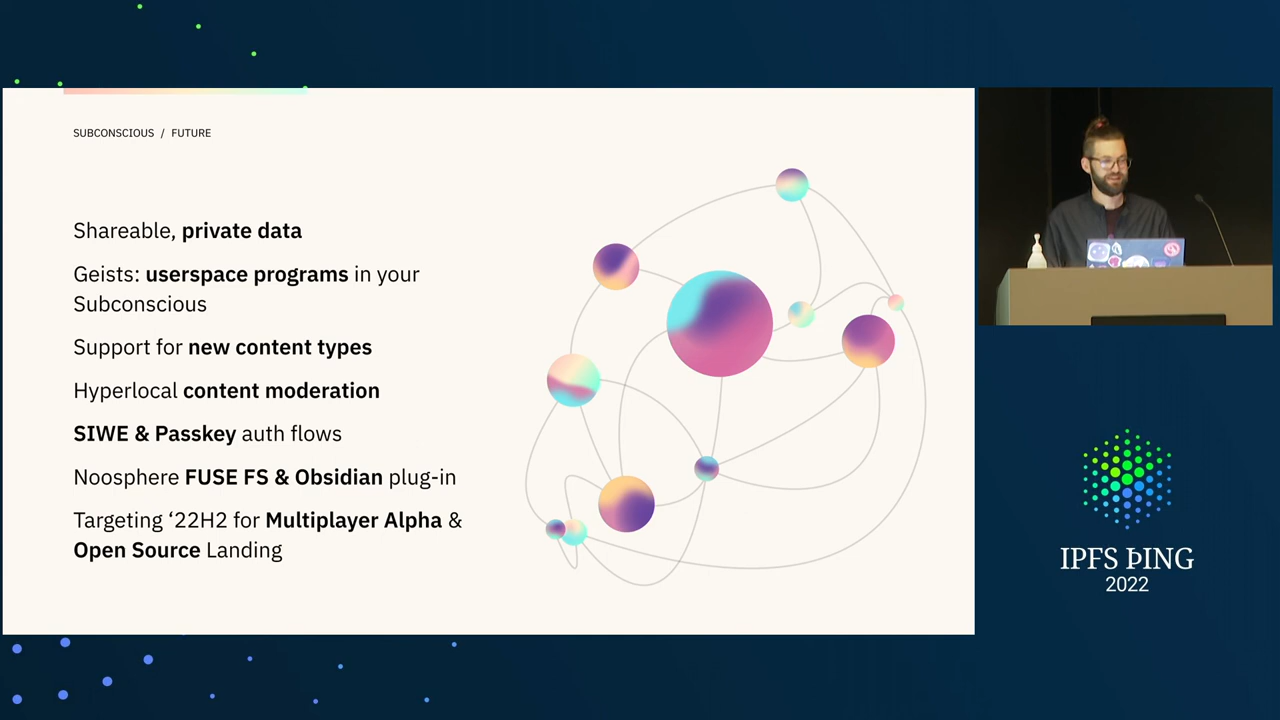 SUBCONSCIOUS / FUTURE
Shareable, private data
Geists: userspace programs in your
Subconscious
Support for new content types
Hyperlocal content moderation
SIWE & Passkey auth flows
Noosphere FUSE FS & Obsidian plug-in
Targeting ‘22H2 for Multiplayer Alpha &
Open Source Landing
IPFS ÞING
2022